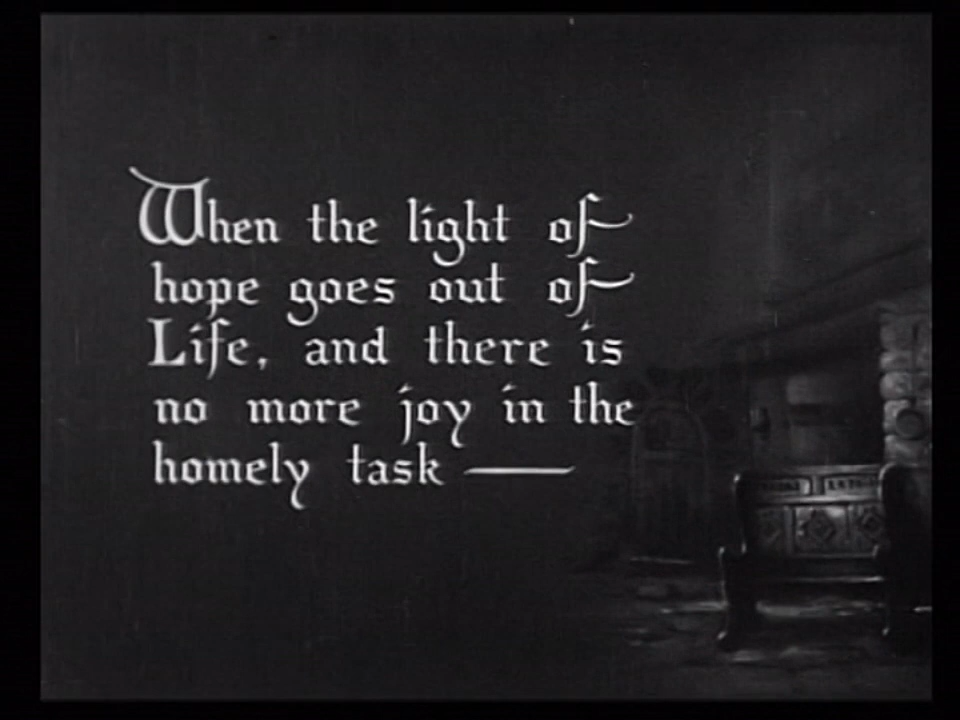 When the light of
hope goes out of
Life, and there is
no more joy in the
homely task —